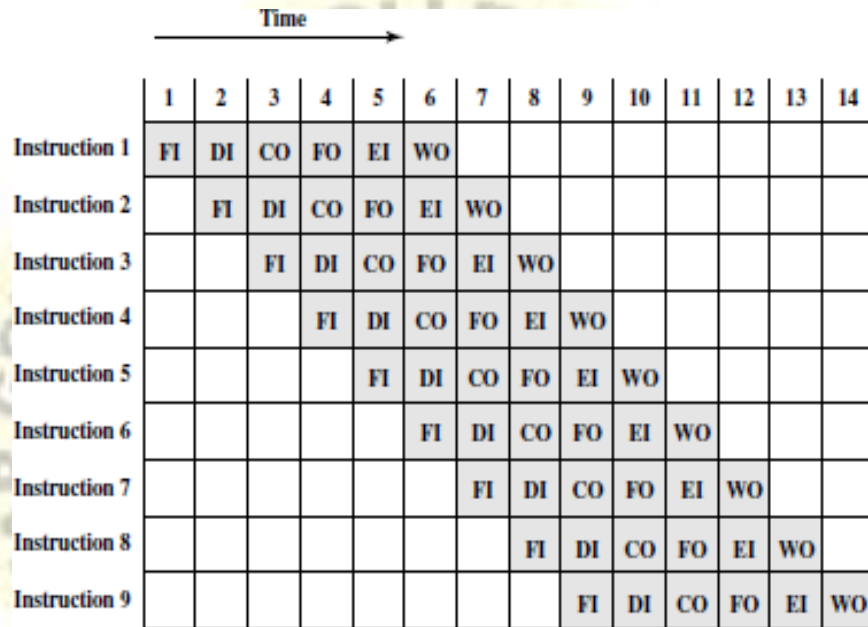 Time
1 2 3 4 5 6 7 8 9 10 11 12 13 14
Instruction 1 FI DI CO FO EI WO
Instruction 2 FI DI CO FO EI WO
Instruction 3 FI DI CO FO EI WO
Instruction 4 FI DI CO FO EI WO
Instruction 5 FI DI CO FO EI WO
Instruction 6 FI DI CO FO EI WO
Instruction 7 FI DI CO FO EI WO
Instruction 8 FI DI CO FO EI WO
Instruction 9 FI DI CO FO EI WO